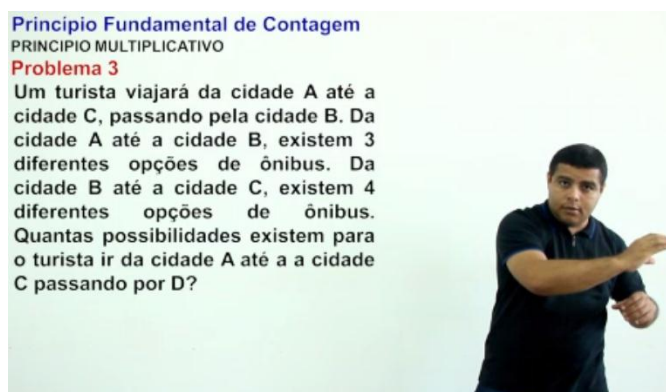 Princípio Fundamental de Contagem
PRINCIPIO MULTIPLICATIVO
Problema 3
Um turista viajará da cidade A até a
cidade C, passando pela cidade B. Da
cidade A até a cidade B, existem 3
diferentes opções de ônibus. Da
cidade B até a cidade C, existem 4
diferentes opções de ônibus.
Quantas possibilidades existem para
o turista ir da cidade A até a a cidade
C passando por D?